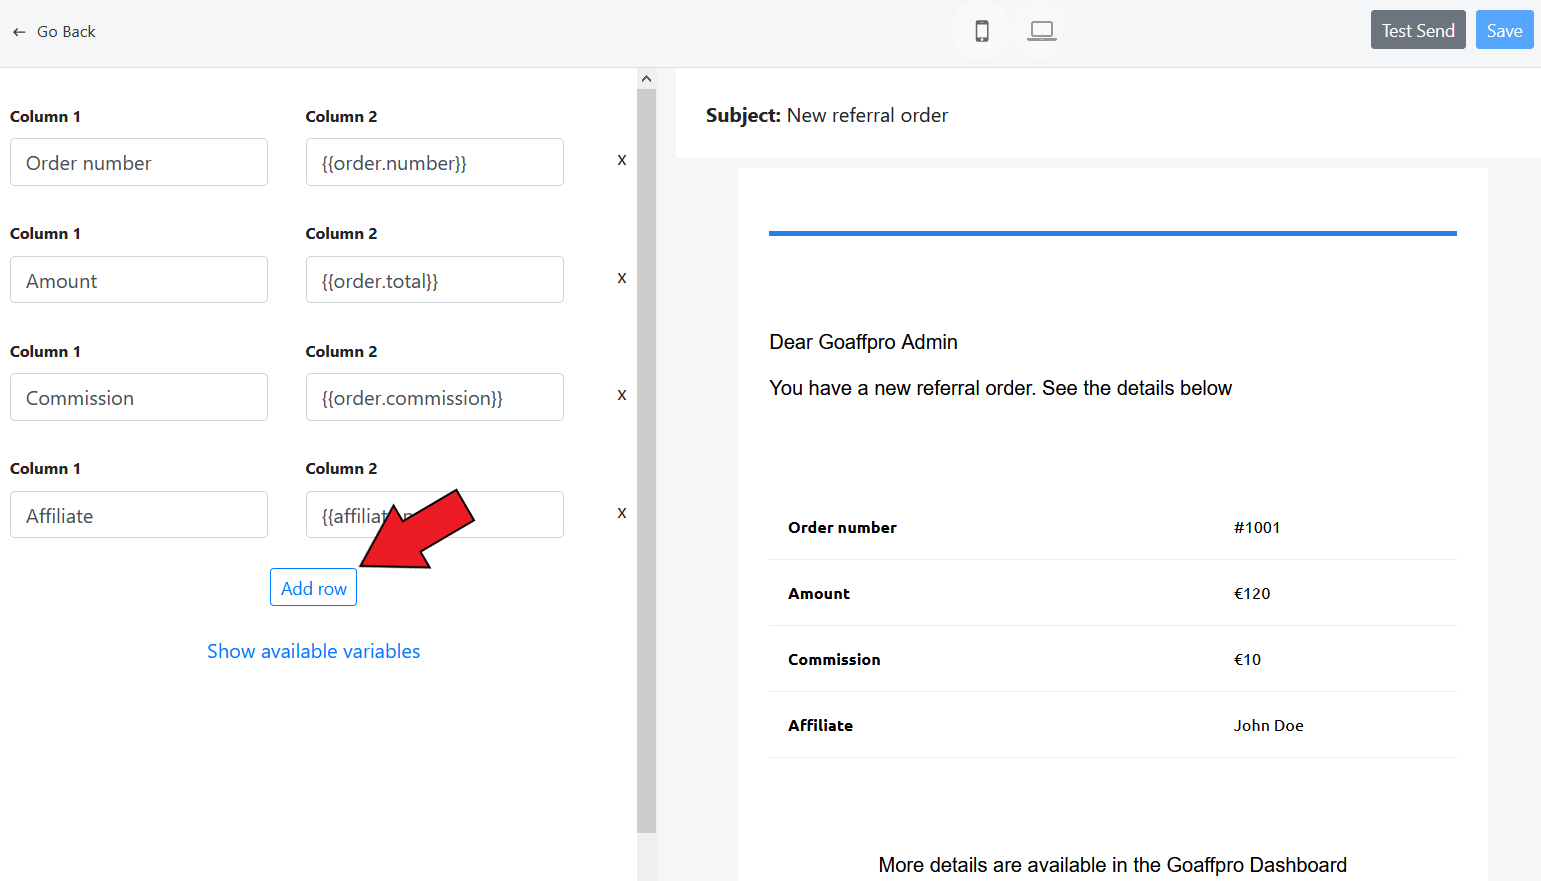 ← Go Back
Test Send
Save
Column 1 Column 2
Order number {{order.number}} x
Column 1 Column 2
Amount {{order.total}} x
Column 1 Column 2
Commission {{order.commission}} x
Column 1 Column 2
Affiliate x
Add row
Show available variables
Subject: New referral order
Dear Goaffpro Admin
You have a new referral order. See the details below
Order number #1001
Amount €120
Commission €10
Affiliate John Doe
More details are available in the Goaffpro Dashboard